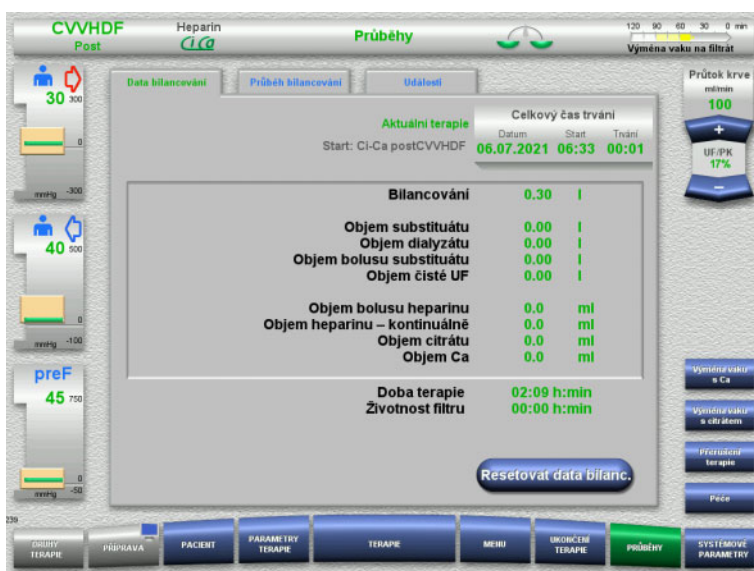 CVVHDF
Post
Heparin
Ci Ca
Průběhy
120 90 60 30 0 min
Výměna vaku na filtrát
30 300
0
mmHg -300
40 500
0
mmHg -100
preF
45 750
0
mmHg -50
239
Data bilancování
Průběh bilancování
Události
Aktuální terapie
Start: Ci-Ca postCVVHDF
Celkový čas trvání
Datum Start Trvání
06.07.2021 06:33 00:01
Bilancování 0.30 l
Objem substituátu 0.00 l
Objem dialyzátu 0.00 l
Objem bolusu substituátu 0.00 l
Objem čisté UF 0.00 l
Objem bolusu heparinu 0.0 ml
Objem heparinu – kontinuálně 0.0 ml
Objem citrátu 0.0 ml
Objem Ca 0.0 ml
Doba terapie 02:09 h:min
Životnost filtru 00:00 h:min
Resetovat data bilanc.
Průtok krve
ml/min
100
+
UF/PK
17%
–
Výměna vaku
s Ca
Výměna vaku
s citrátem
Přerušení
terapie
Péče
DRUHY
TERAPIE
PŘÍPRAVA
PACIENT
PARAMETRY
TERAPIE
TERAPIE
MENU
UKONČENÍ
TERAPIE
PRŮBĚHY
SYSTÉMOVÉ
PARAMETRY